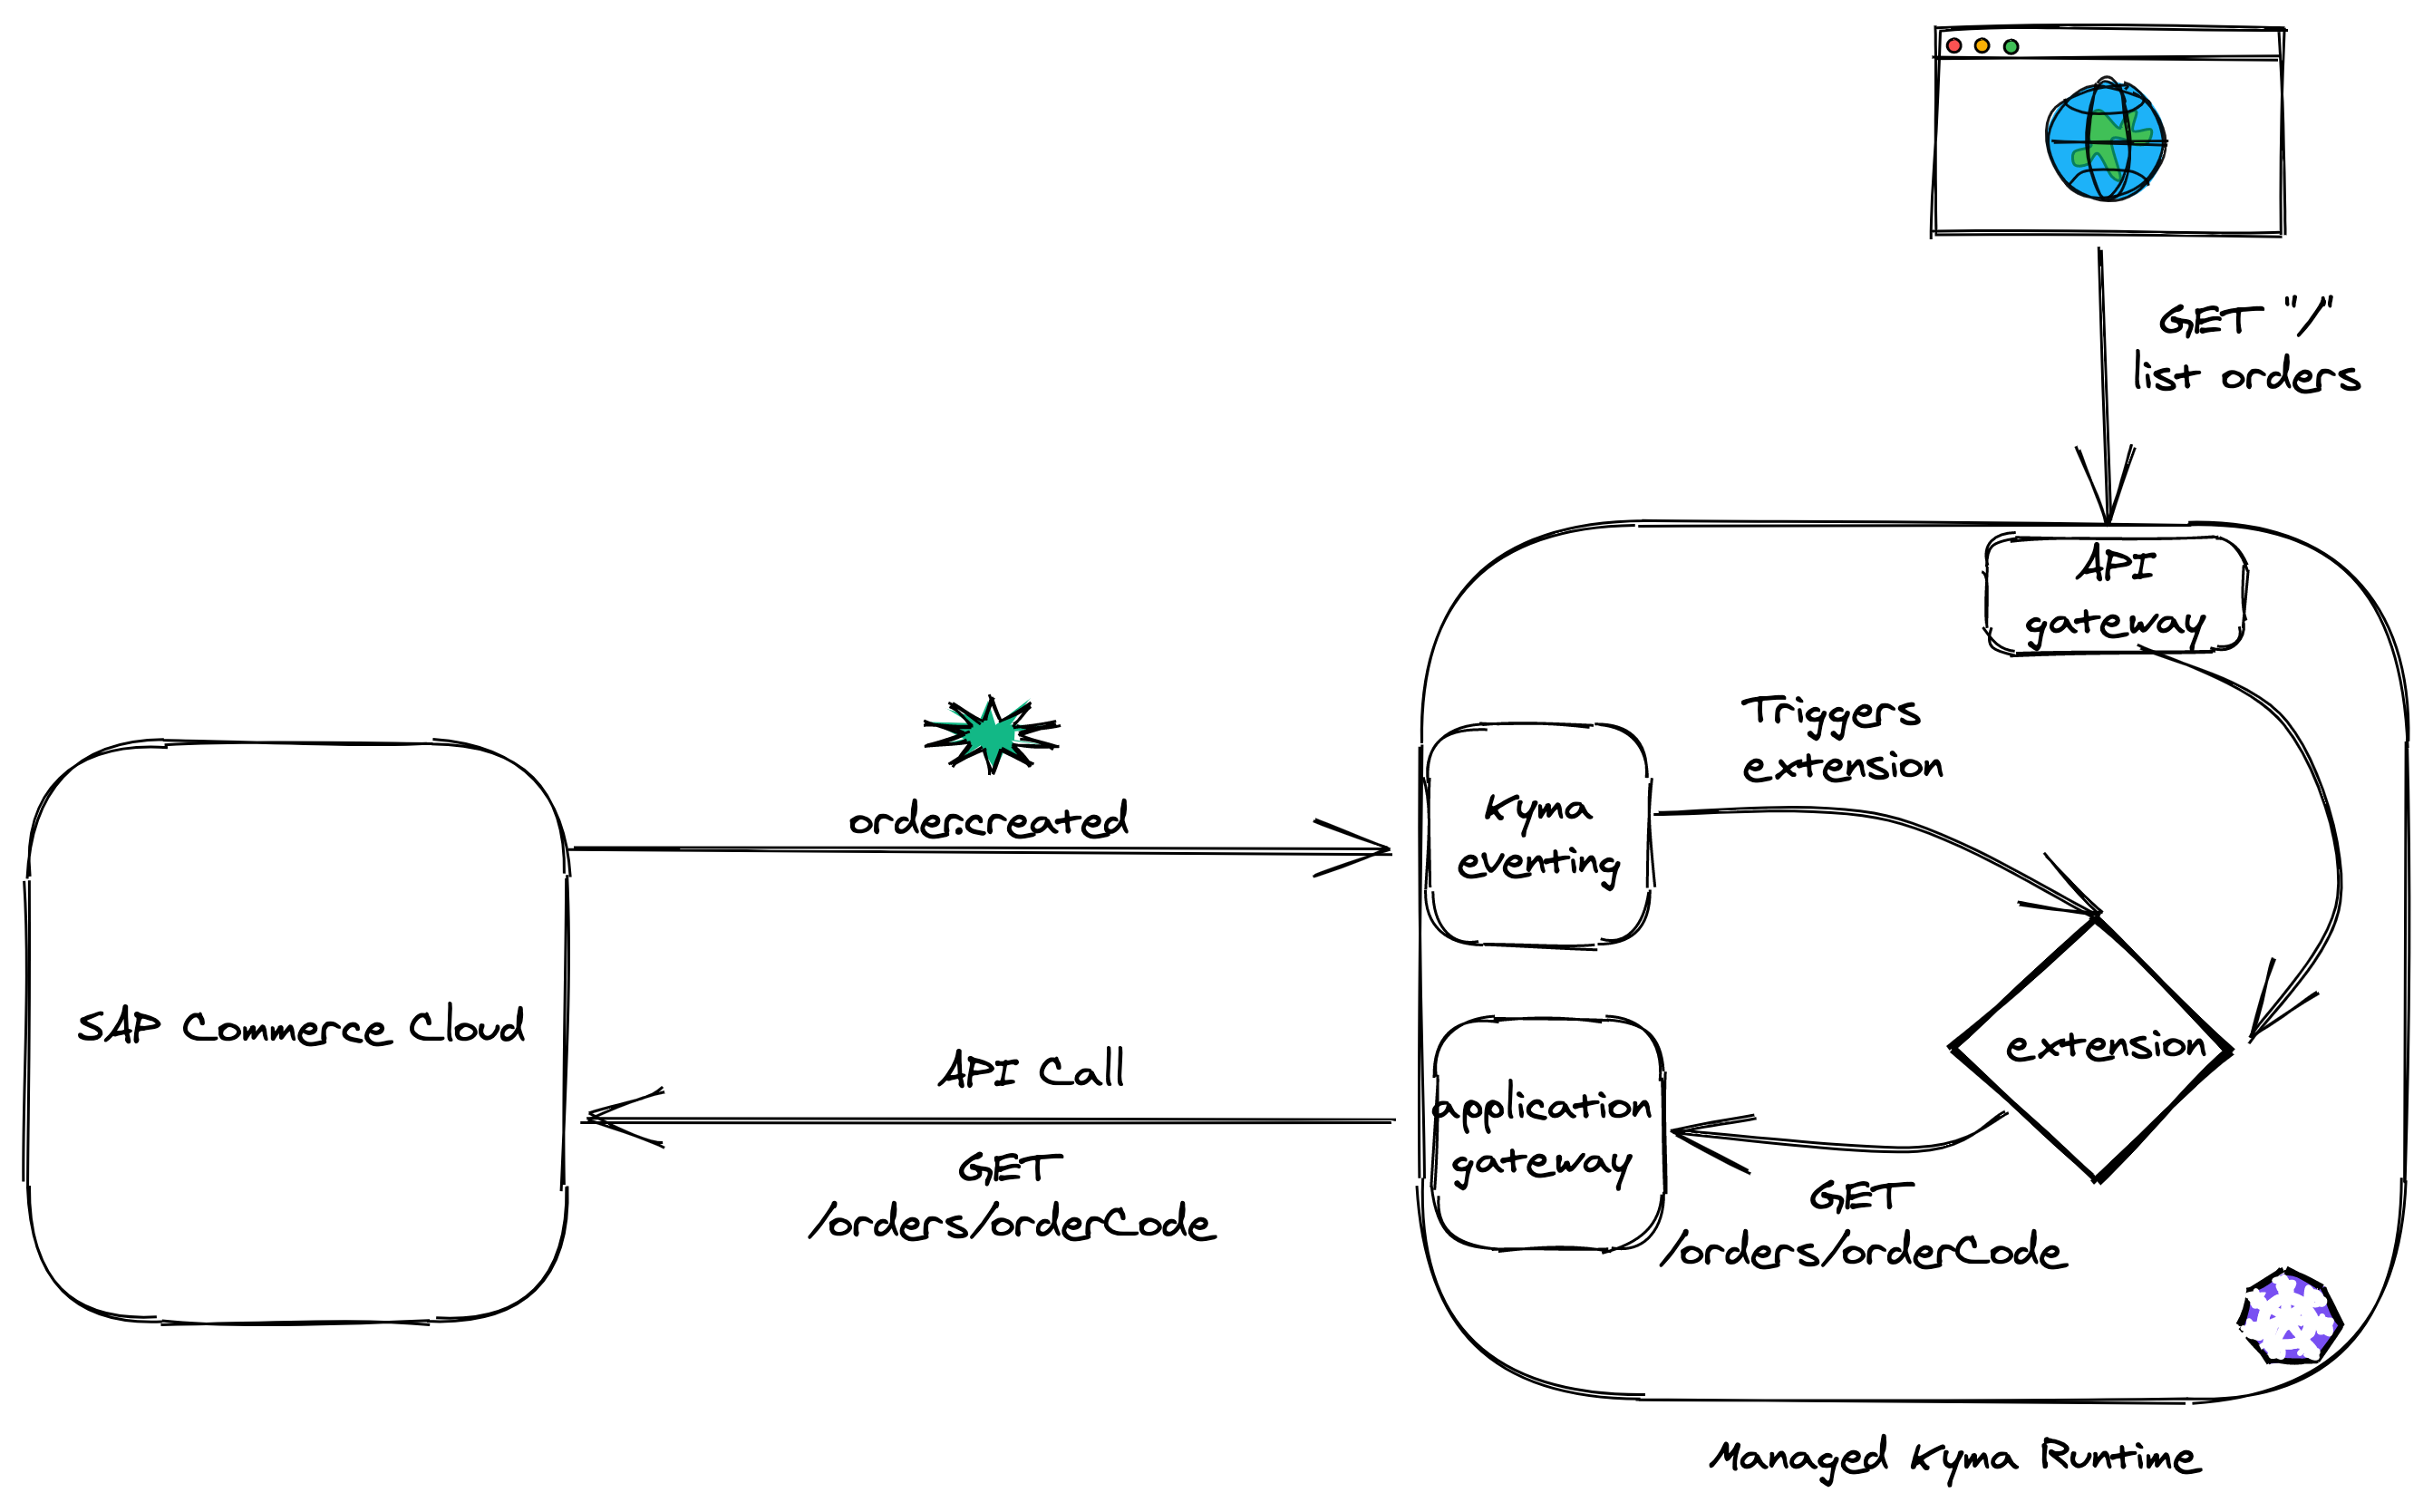 GET "/"
list orders
API
gateway
Triggers
extension
Kyma
eventing
order.created
SAP Commerce Cloud
extension
API Call
application
gateway
GET
/orders/orderCode
GET
/orders/orderCode
Managed Kyma Runtime